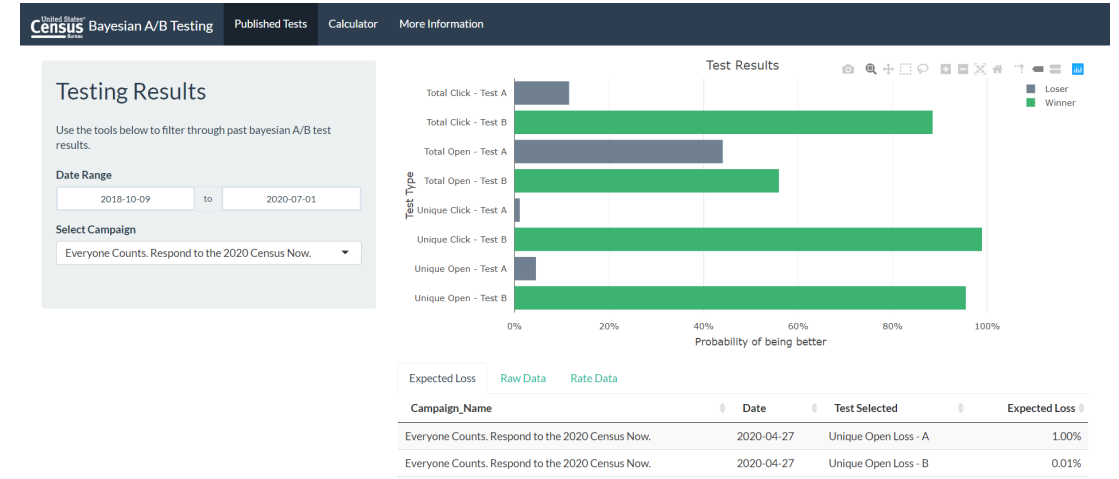 United States®
Census
Bureau
Bayesian A/B Testing
Published Tests
Calculator
More Information
Testing Results
Use the tools below to filter through past bayesian A/B test
results.
Date Range
2018-10-09 to 2020-07-01
Select Campaign
Everyone Counts. Respond to the 2020 Census Now.
Test Results
Loser
Winner
Test Type
Total Click - Test A
Total Click - Test B
Total Open - Test A
Total Open - Test B
Unique Click - Test A
Unique Click - Test B
Unique Open - Test A
Unique Open - Test B
0% 20% 40% 60% 80% 100%
Probability of being better
Expected Loss Raw Data Rate Data
Campaign_Name Date Test Selected Expected Loss
Everyone Counts. Respond to the 2020 Census Now. 2020-04-27 Unique Open Loss - A 1.00%
Everyone Counts. Respond to the 2020 Census Now. 2020-04-27 Unique Open Loss - B 0.01%